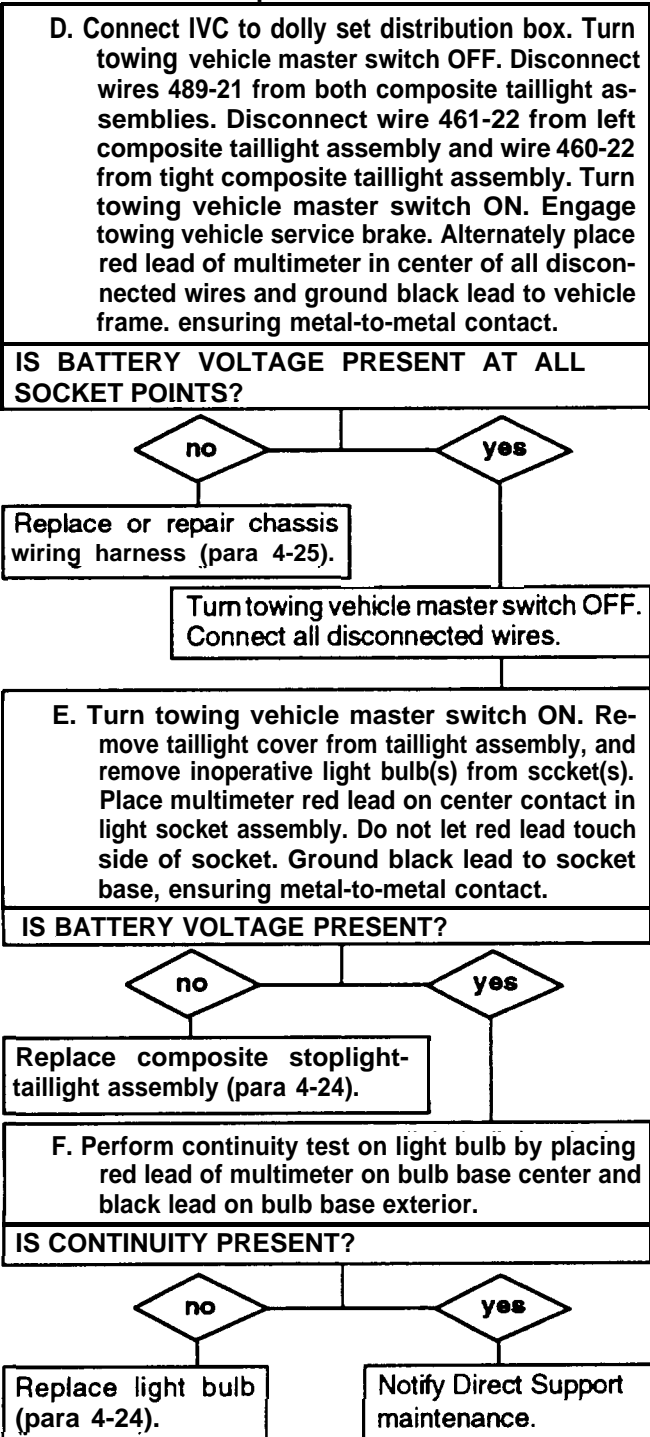 D. Connect IVC to dolly set distribution box. Turn
towing vehicle master switch OFF. Disconnect
wires 489-21 from both composite taillight as-
semblies. Disconnect wire 461-22 from left
composite taillight assembly and wire 460-22
from tight composite taillight assembly. Turn
towing vehicle master switch ON. Engage
towing vehicle service brake. Alternately place
red lead of multimeter in center of all discon-
nected wires and ground black lead to vehicle
frame. ensuring metal-to-metal contact.
IS BATTERY VOLTAGE PRESENT AT ALL
SOCKET POINTS?
no yes
Replace or repair chassis
wiring harness (para 4-25).
Turn towing vehicle master switch OFF.
Connect all disconnected wires.
E. Turn towing vehicle master switch ON. Re-
move taillight cover from taillight assembly, and
remove inoperative light bulb(s) from sccket(s).
Place multimeter red lead on center contact in
light socket assembly. Do not let red lead touch
side of socket. Ground black lead to socket
base, ensuring metal-to-metal contact.
IS BATTERY VOLTAGE PRESENT?
no yes
Replace composite stoplight-
taillight assembly (para 4-24).
F. Perform continuity test on light bulb by placing
red lead of multimeter on bulb base center and
black lead on bulb base exterior.
IS CONTINUITY PRESENT?
no yes
Replace light bulb
(para 4-24).
Notify Direct Support
maintenance.